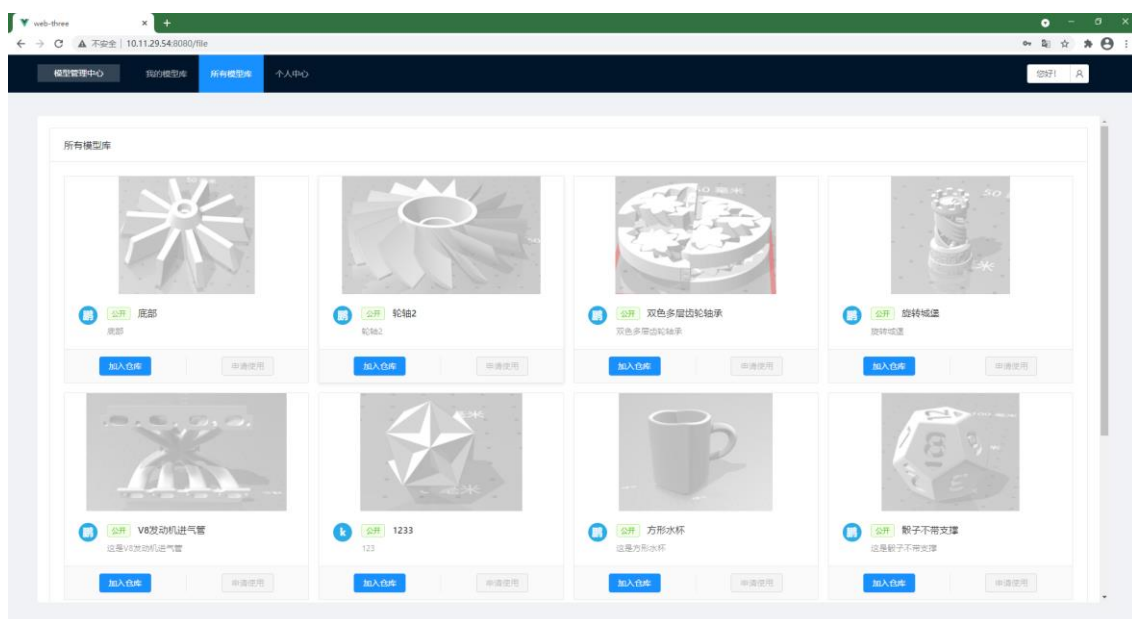 web-three
不安全 | 10.11.29.54:8080/file
模型管理中心 我的模型库 所有模型库 个人中心 您好!
所有模型库
50
50 毫米
50
米
公开 底部
底部
公开 轮轴2
轮轴2
公开 双色多层齿轮轴承
双色多层齿轮轴承
公开 旋转城堡
旋转城堡
加入仓库 申请使用 加入仓库 申请使用 加入仓库 申请使用 加入仓库 申请使用
毫米
12
8
公开 V8发动机进气管
这是V8发动机进气管
k 公开 1233
123
公开 方形水杯
这是方形水杯
公开 骰子不带支撑
这是骰子不带支撑
加入仓库 申请使用 加入仓库 申请使用 加入仓库 申请使用 加入仓库 申请使用